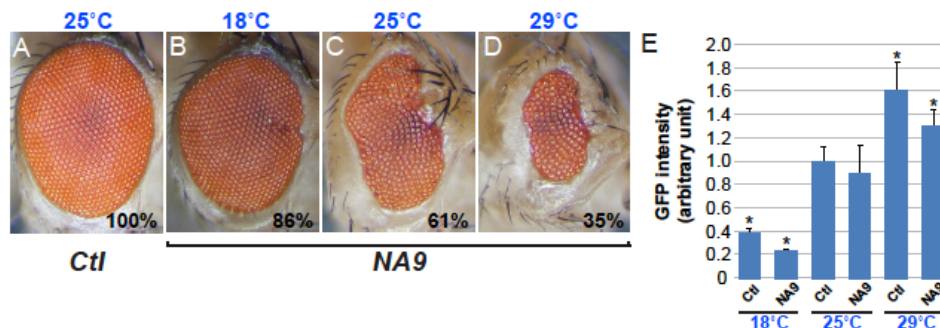 25°C
18°C
25°C
29°C
A
B
C
D
E
100%
86%
61%
35%
Ctl
NA9
GFP intensity
(arbitrary unit)
2.0
1.8
1.6
1.4
1.2
1.0
0.8
0.6
0.4
0.2
0
*
*
*
*
Ctl
NA9
Ctl
NA9
Ctl
NA9
18°C
25°C
29°C